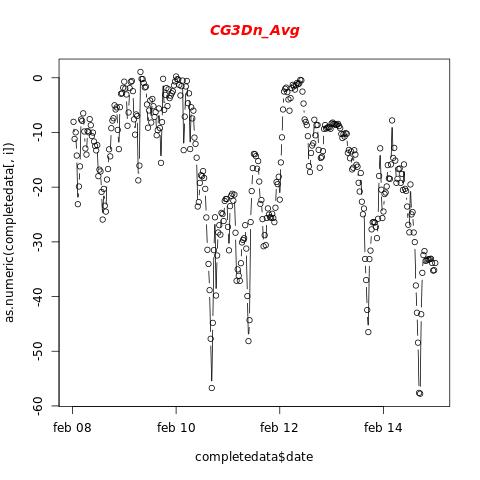 CG3Dn_Avg
as.numeric(completedata[, i])
0
-10
-20
-30
-40
-50
-60
feb 08 feb 10 feb 12 feb 14
completedata$date